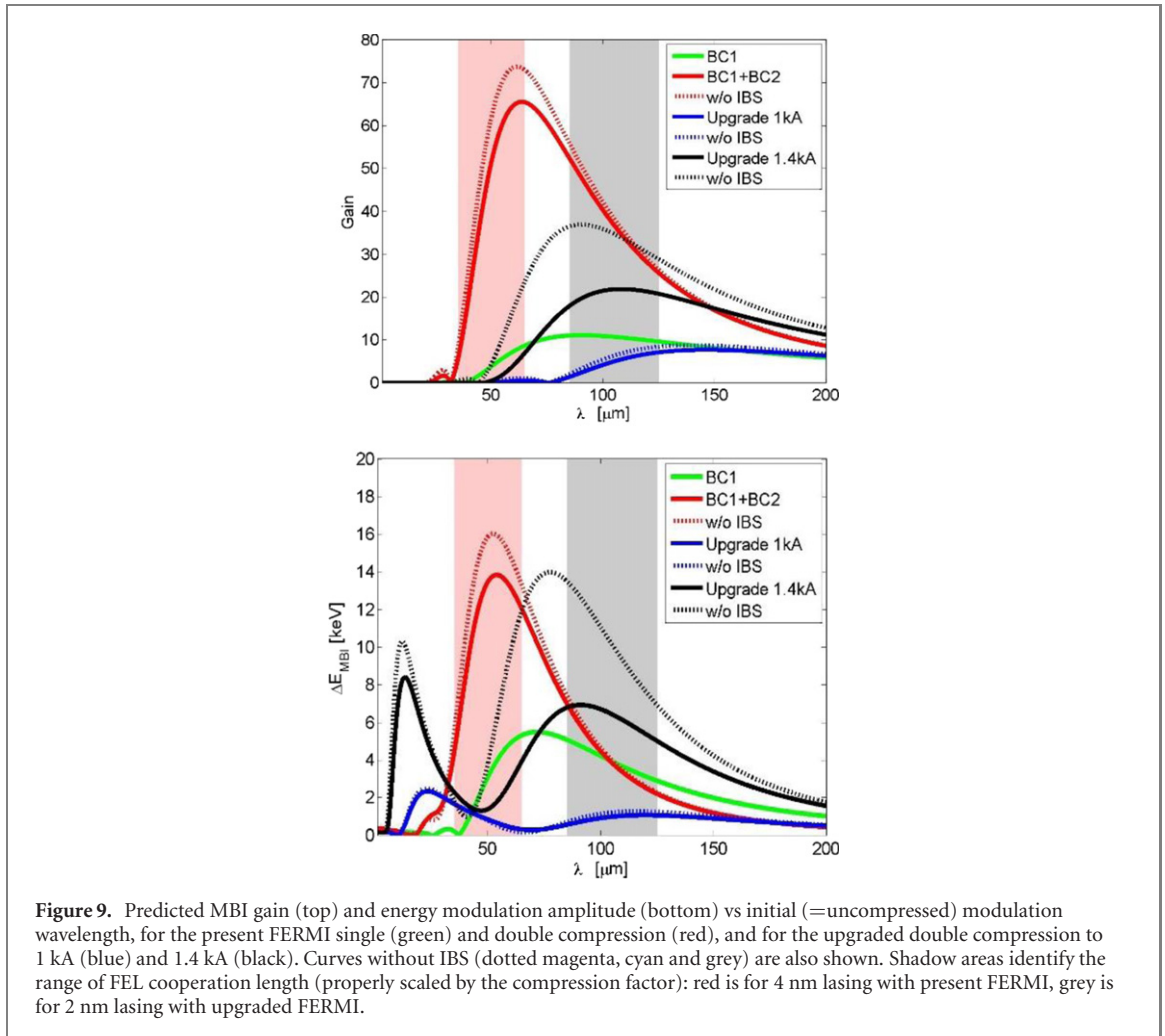 80
70
60
50
40
30
20
10
0
Gain
BC1
BC1+BC2
w/o IBS
Upgrade 1kA
w/o IBS
Upgrade 1.4kA
w/o IBS
50
100
150
200
λ [μm]
20
18
16
14
12
10
8
6
4
2
0
ΔE_MBI [keV]
BC1
BC1+BC2
w/o IBS
Upgrade 1kA
w/o IBS
Upgrade 1.4kA
w/o IBS
50
100
150
200
λ [μm]
Figure 9. Predicted MBI gain (top) and energy modulation amplitude (bottom) vs initial (=uncompressed) modulation
wavelength, for the present FERMI single (green) and double compression (red), and for the upgraded double compression to
1 kA (blue) and 1.4 kA (black). Curves without IBS (dotted magenta, cyan and grey) are also shown. Shadow areas identify the
range of FEL cooperation length (properly scaled by the compression factor): red is for 4 nm lasing with present FERMI, grey is
for 2 nm lasing with upgraded FERMI.